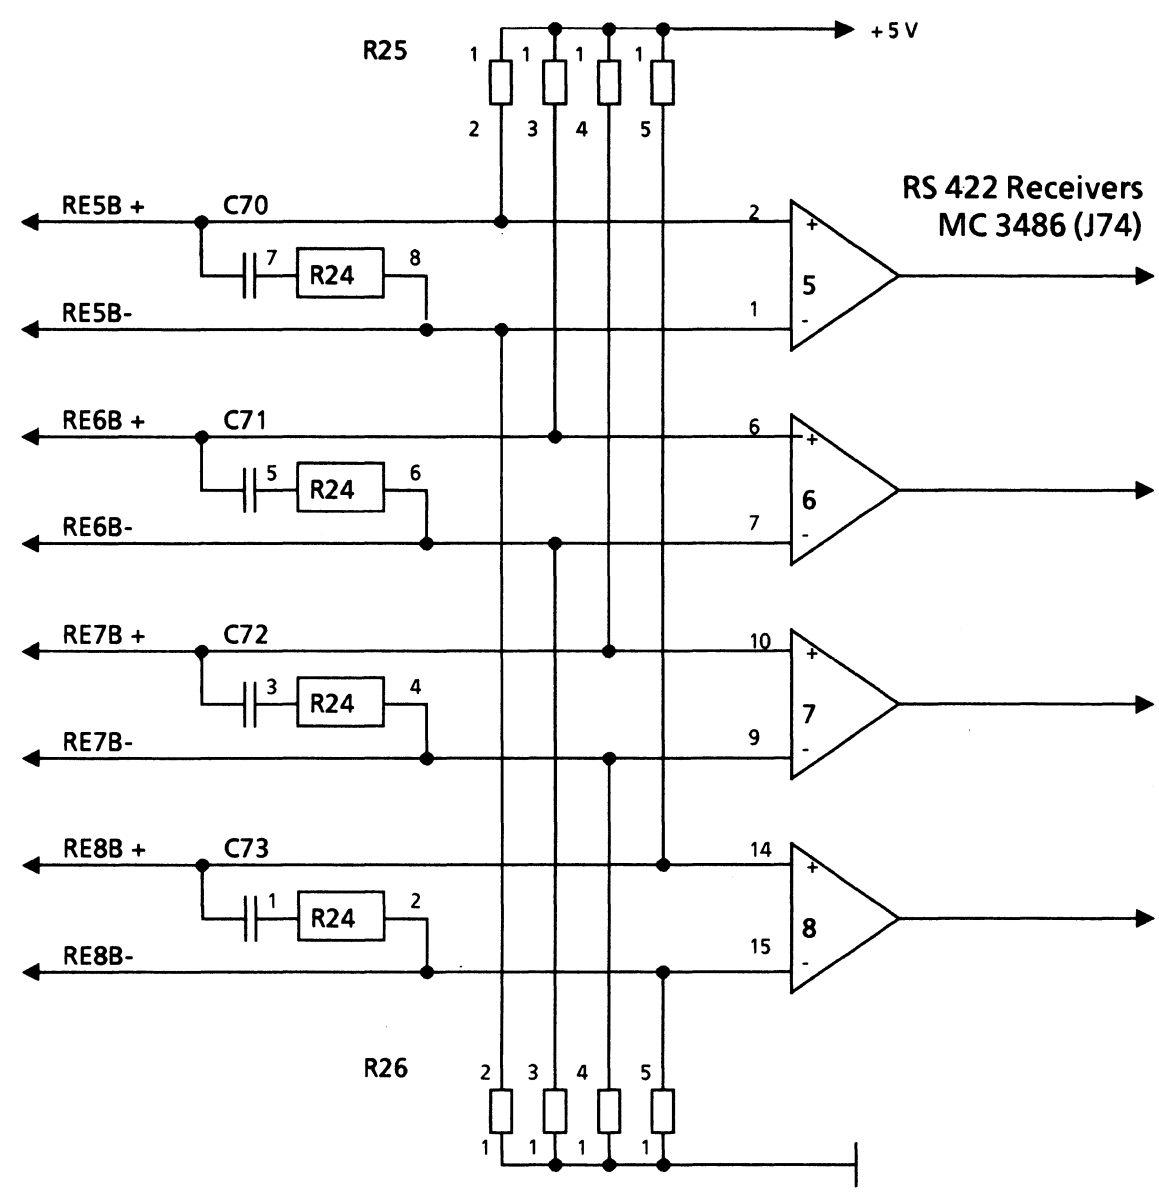 +5 V
R25 1 1 1 1
2 3 4 5
RS 422 Receivers
MC 3486 (J74)
RE5B + C70 2
+
7 R24 8
5
RE5B- 1
-
RE6B + C71 6
+
5 R24 6
6
RE6B- 7
-
RE7B + C72 10
+
3 R24 4
7
RE7B- 9
-
RE8B + C73 14
+
1 R24 2
8
RE8B- 15
-
R26 2 3 4 5
1 1 1 1